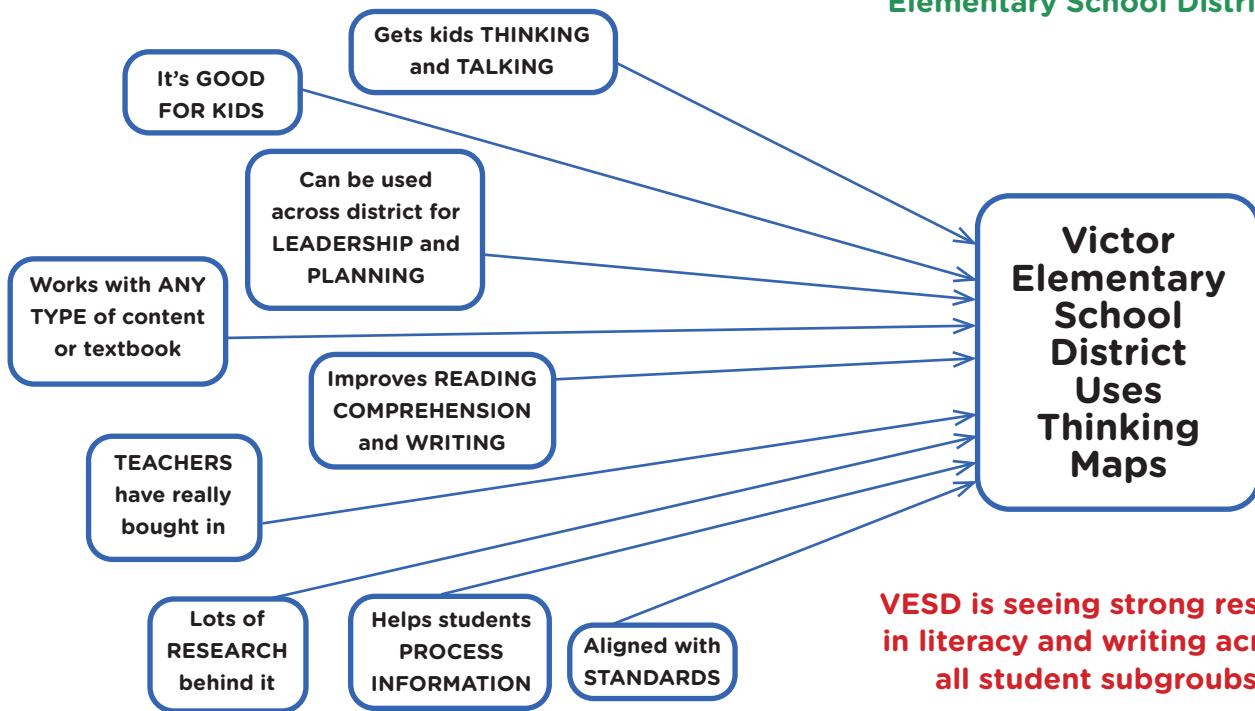 Elementary School Distri
Gets kids THINKING
and TALKING
It's GOOD
FOR KIDS
Can be used
across district for
LEADERSHIP and
PLANNING
Works with ANY
TYPE of content
or textbook
Improves READING
COMPREHENSION
and WRITING
TEACHERS
have really
bought in
Lots of
RESEARCH
behind it
Helps students
PROCESS
INFORMATION
Aligned with
STANDARDS
Victor
Elementary
School
District
Uses
Thinking
Maps
VESD is seeing strong res
in literacy and writing acr
all student subgroubs